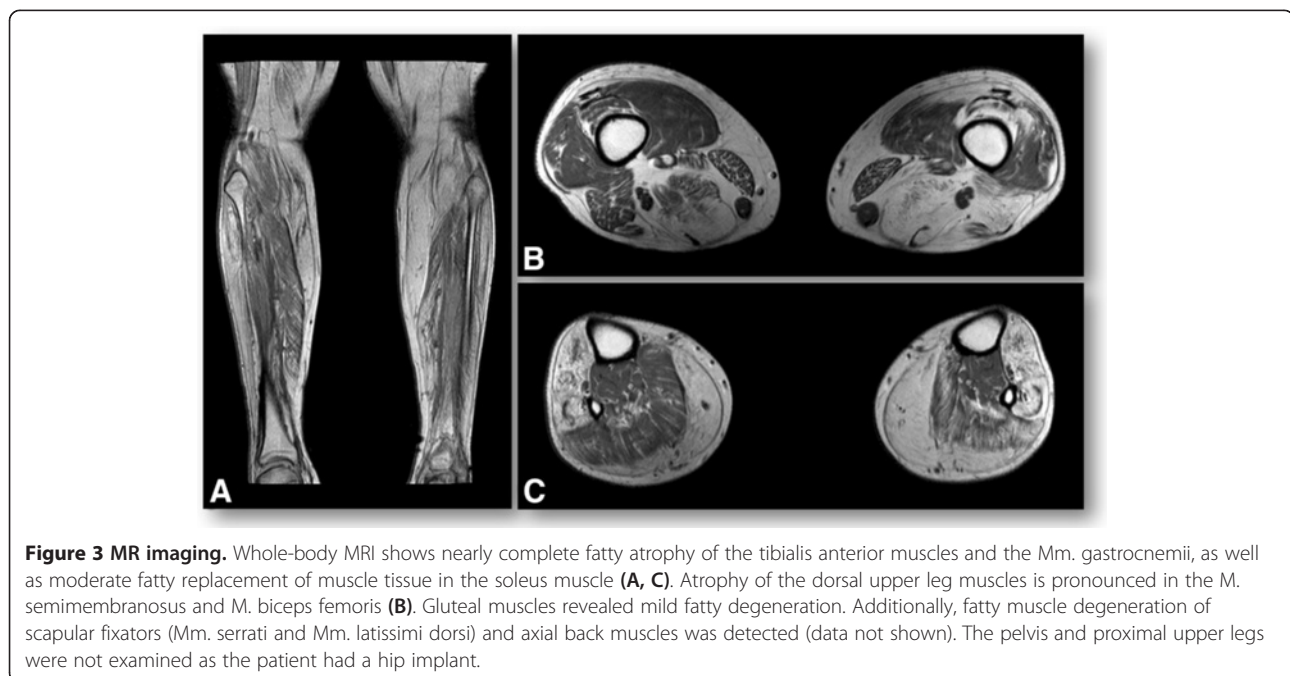 A
B
C
Figure 3 MR imaging. Whole-body MRI shows nearly complete fatty atrophy of the tibialis anterior muscles and the Mm. gastrocnemii, as well
as moderate fatty replacement of muscle tissue in the soleus muscle (A, C). Atrophy of the dorsal upper leg muscles is pronounced in the M.
semimembranosus and M. biceps femoris (B). Gluteal muscles revealed mild fatty degeneration. Additionally, fatty muscle degeneration of
scapular fixators (Mm. serrati and Mm. latissimi dorsi) and axial back muscles was detected (data not shown). The pelvis and proximal upper legs
were not examined as the patient had a hip implant.